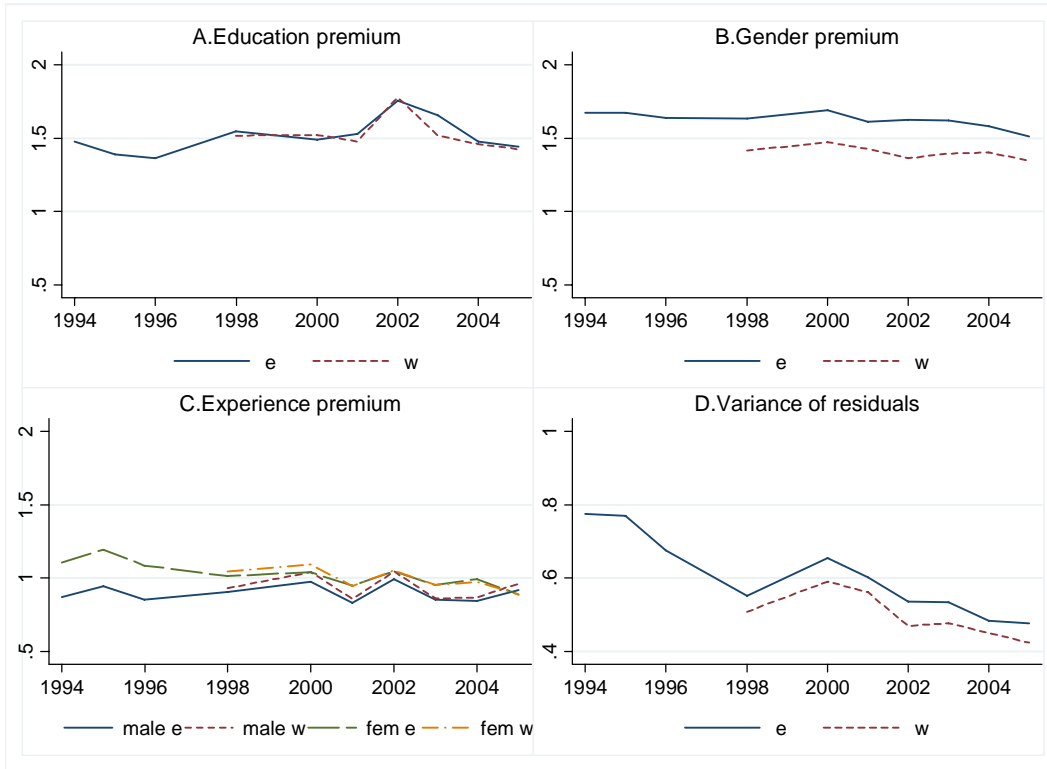 A.Education premium
2
1.5
1
.5
1994 1996 1998 2000 2002 2004
e w
B.Gender premium
2
1.5
1
.5
1994 1996 1998 2000 2002 2004
e w
C.Experience premium
2
1.5
1
.5
1994 1996 1998 2000 2002 2004
male e male w fem e fem w
D.Variance of residuals
1
.8
.6
.4
1994 1996 1998 2000 2002 2004
e w